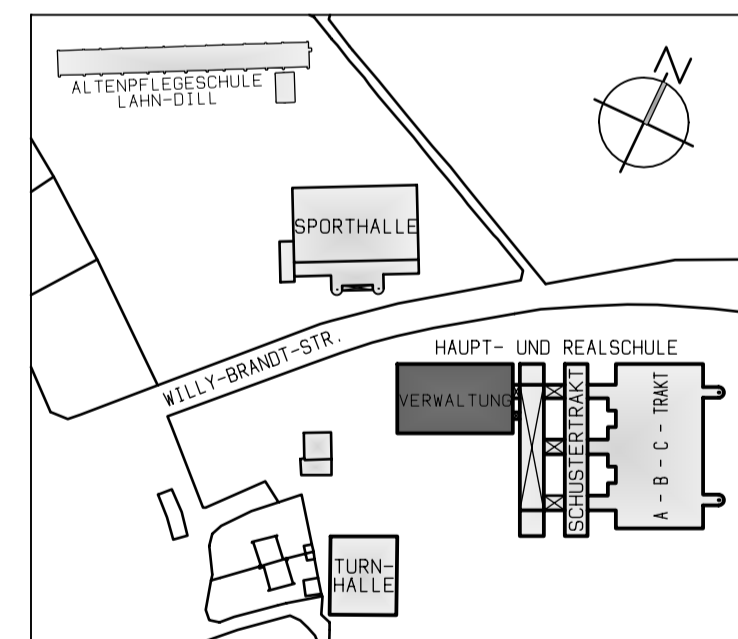 ALTENPFLEGESCHULE
LAHN-DILL
N
SPORTHALLE
WILLY-BRANDT-STR.
HAUPT- UND REALSCHULE
VERWALTUNG
SCHUSTERTRAKT
A - B - C - TRAKT
TURN-
HALLE